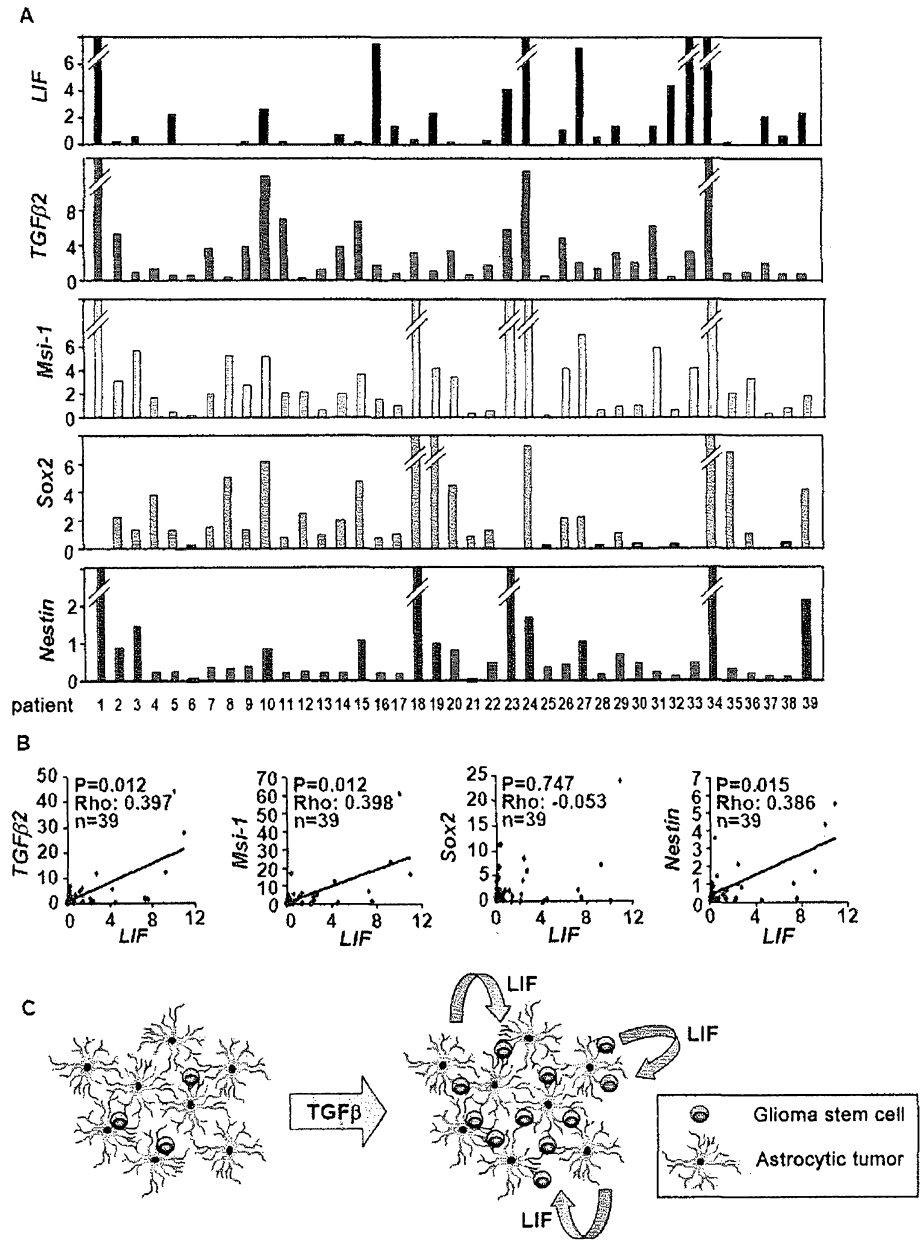 A
LIF
6
4
2
0
TGFβ2
8
4
0
Msi-1
6
4
2
0
Sox2
6
4
2
0
Nestin
2
1
0
patient 1 2 3 4 5 6 7 8 9 10 11 12 13 14 15 16 17 18 19 20 21 22 23 24 25 26 27 28 29 30 31 32 33 34 35 36 37 38 39
B
TGFβ2
50
40
30
20
10
0
P=0.012
Rho: 0.397
n=39
0 4 8 12
LIF
Msi-1
70
60
50
40
30
20
10
0
P=0.012
Rho: 0.398
n=39
0 4 8 12
LIF
Sox2
25
20
15
10
5
0
P=0.747
Rho: -0.053
n=39
0 4 8 12
LIF
Nestin
7
6
5
4
3
2
1
0
P=0.015
Rho: 0.386
n=39
0 4 8 12
LIF
C
TGFβ
LIF
LIF
LIF
Glioma stem cell
Astrocytic tumor